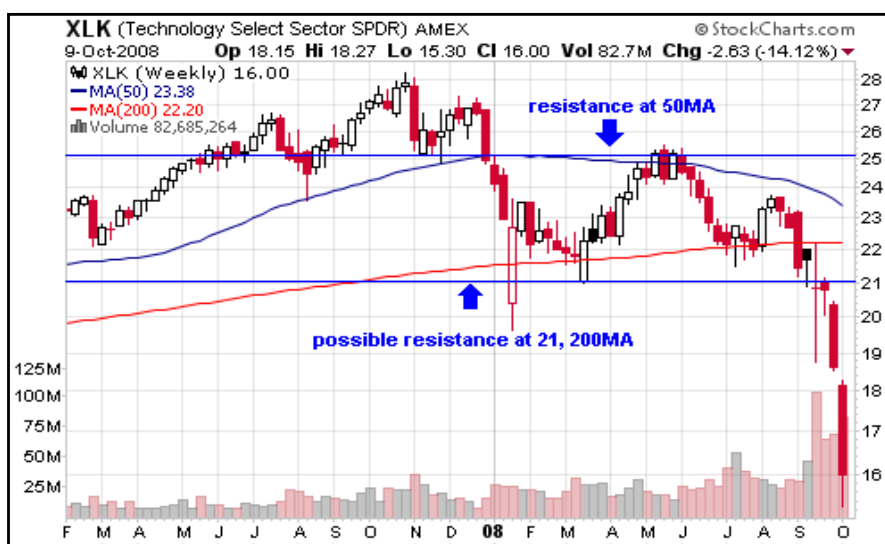 XLK (Technology Select Sector SPDR) AMEX
© StockCharts.com
9-Oct-2008 Op 18.15 Hi 18.27 Lo 15.30 Cl 16.00 Vol 82.7M Chg -2.63 (-14.12%)
XLK (Weekly) 16.00
MA(50) 23.38
MA(200) 22.20
Volume 82,685,264
resistance at 50MA
possible resistance at 21, 200MA
28
27
26
25
24
23
22
21
20
19
18
17
16
125M
100M
75M
50M
25M
F M A M J J A S O N D 08 F M A M J J A S O